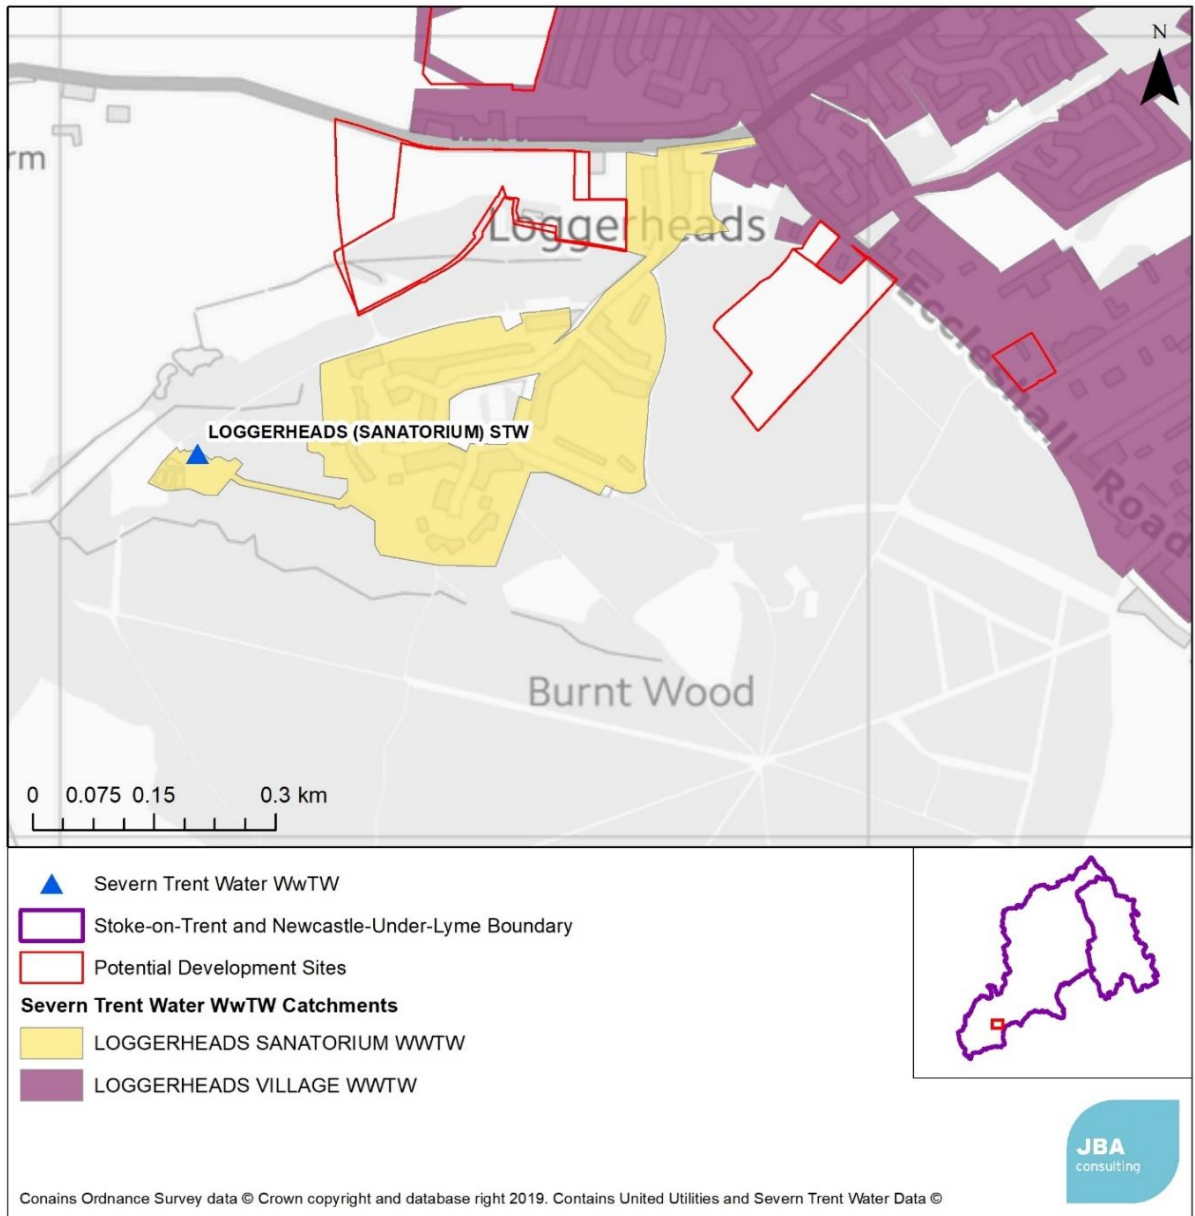 N
rm
Loggerheads
Eccleshall Road
LOGGERHEADS (SANATORIUM) STW
Burnt Wood
0 0.075 0.15 0.3 km
Severn Trent Water WwTW
Stoke-on-Trent and Newcastle-Under-Lyme Boundary
Potential Development Sites
Severn Trent Water WwTW Catchments
LOGGERHEADS SANATORIUM WWTW
LOGGERHEADS VILLAGE WWTW
JBA
consulting
Conains Ordnance Survey data © Crown copyright and database right 2019. Contains United Utilities and Severn Trent Water Data ©